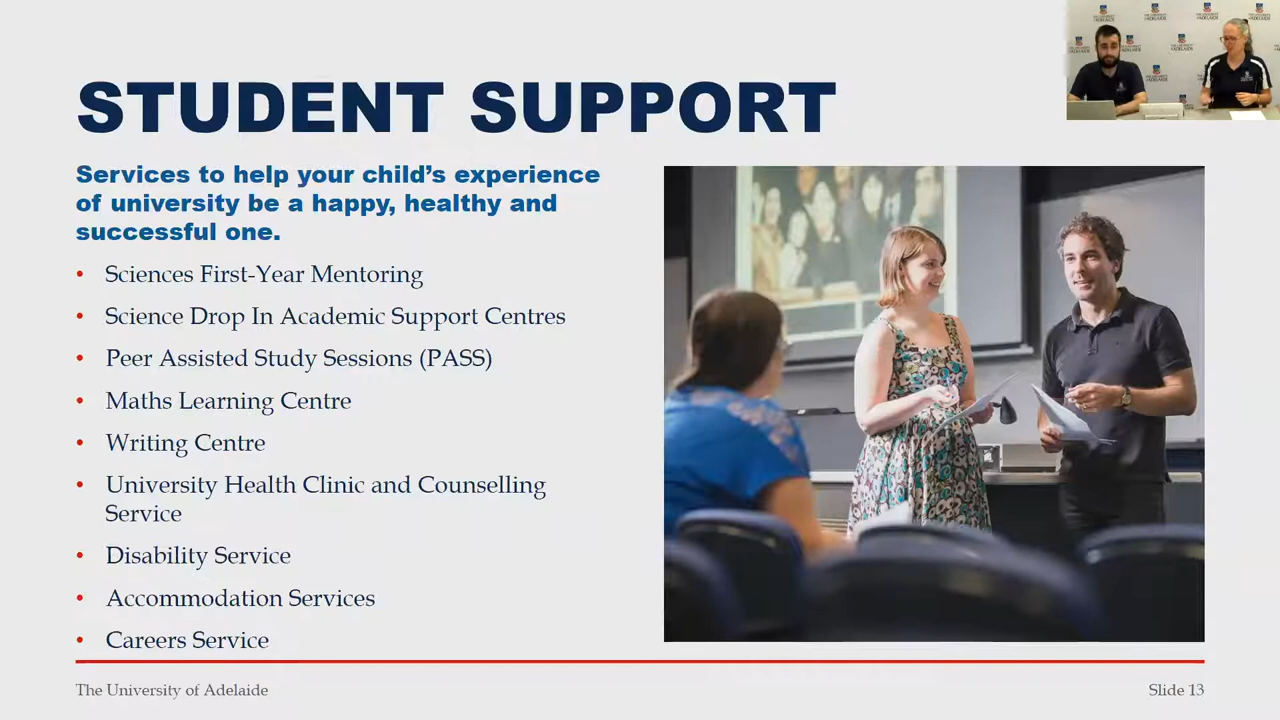 STUDENT SUPPORT
Services to help your child's experience
of university be a happy, healthy and
successful one.
• Sciences First-Year Mentoring
• Science Drop In Academic Support Centres
• Peer Assisted Study Sessions (PASS)
• Maths Learning Centre
• Writing Centre
• University Health Clinic and Counselling
Service
• Disability Service
• Accommodation Services
• Careers Service
The University of Adelaide
Slide 13